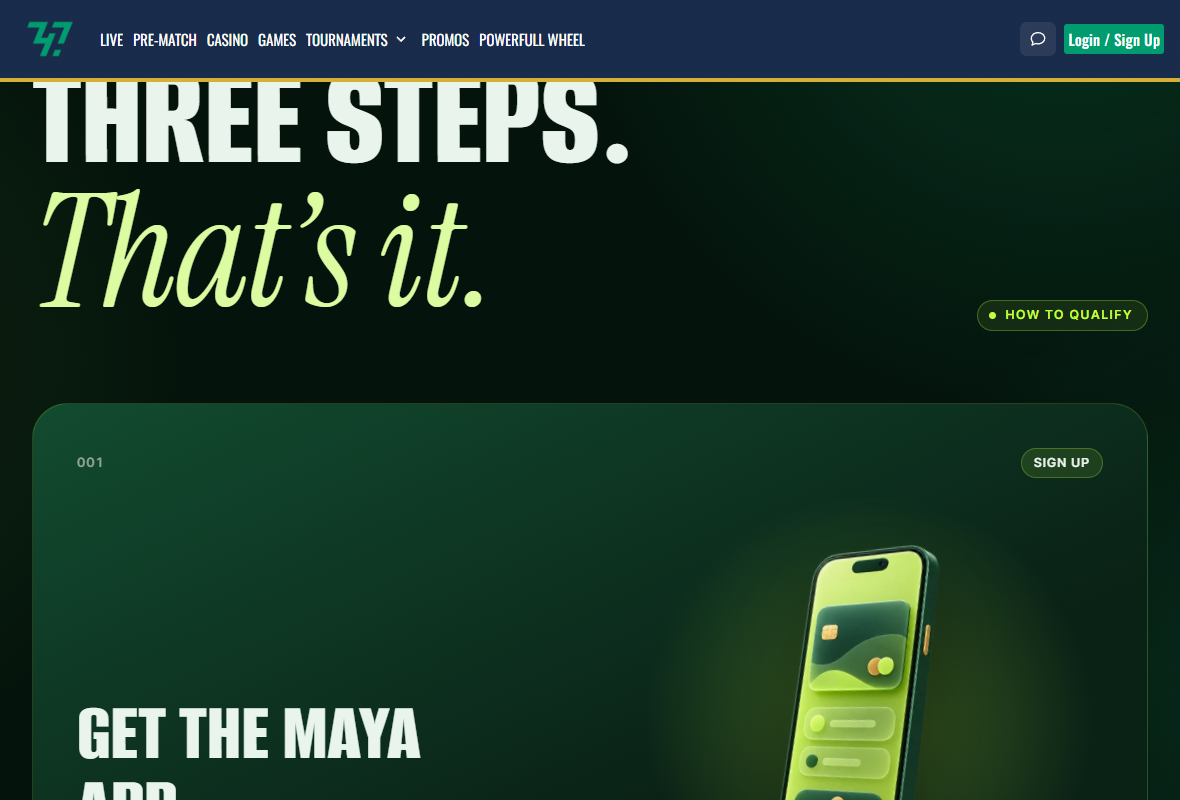 LIVE PRE-MATCH CASINO GAMES TOURNAMENTS PROMOS POWERFULL WHEEL Login / Sign Up
THREE STEPS.
That's it.
HOW TO QUALIFY
001 SIGN UP
GET THE MAYA
APP